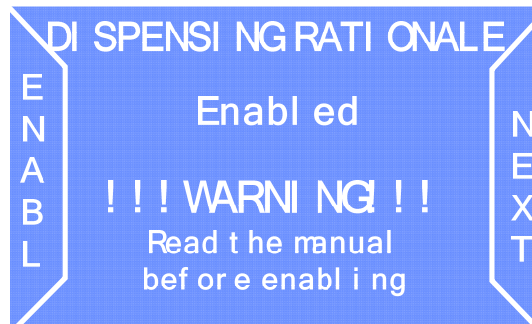 DISPENSING RATIONALE
ENABL
Enabled
!!!WARNING!!!
Read the manual
before enabling
NEXT